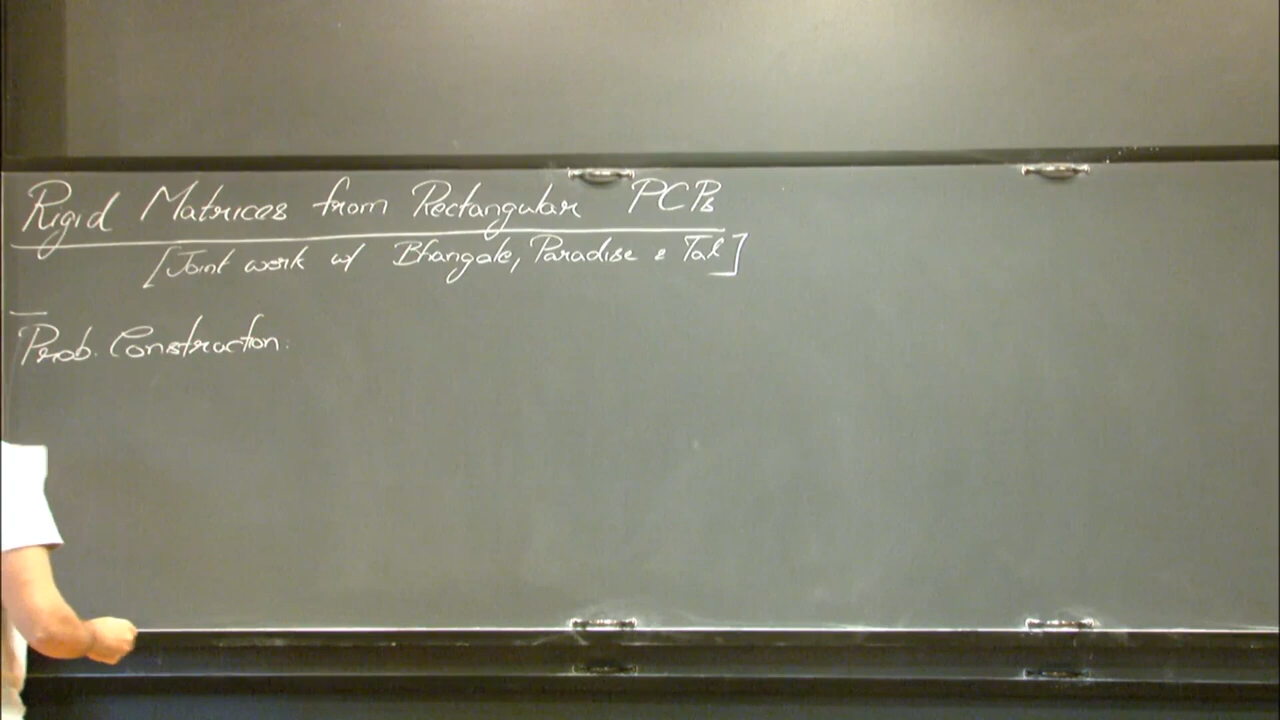 Rigid Matrices from Rectangular PCPs
[Joint work w/ Bhangale, Paradise & Tal]
Prob. Construction: